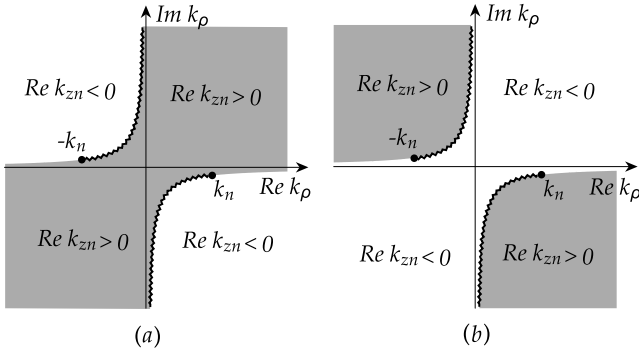 Im kρ
Re kzn < 0
Re kzn > 0
-kn
Re kρ
kn
Re kzn > 0
Re kzn < 0
(a)
Im kρ
Re kzn > 0
Re kzn < 0
-kn
Re kρ
kn
Re kzn < 0
Re kzn > 0
(b)